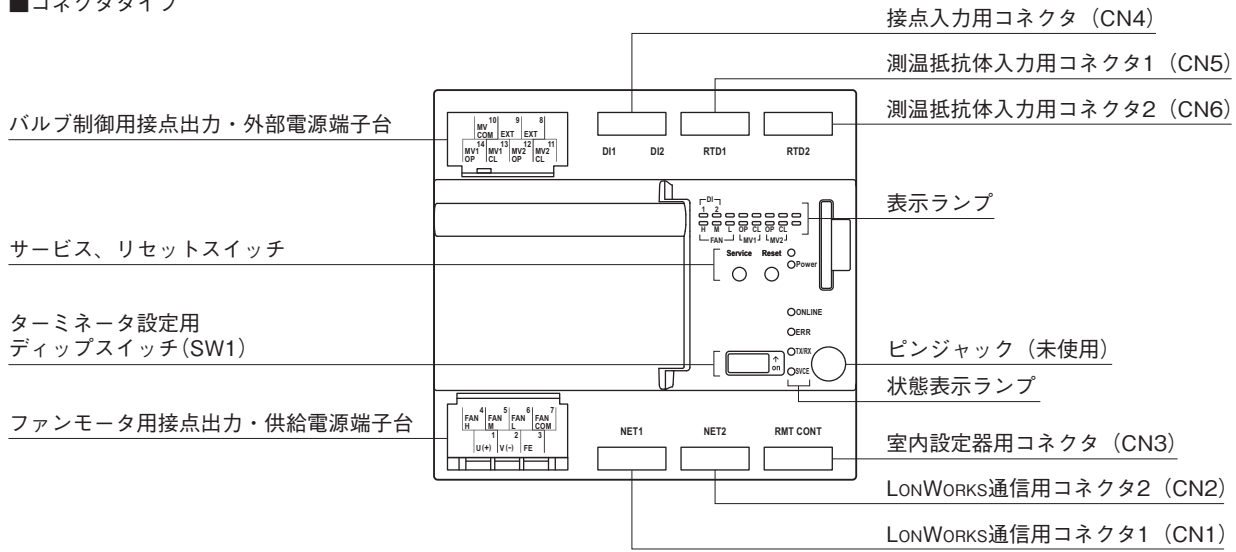 ■コネクタタイプ
接点入力用コネクタ（CN4）
測温抵抗体入力用コネクタ1（CN5）
測温抵抗体入力用コネクタ2（CN6）
バルブ制御用接点出力・外部電源端子台
10 9 8
MV COM EXT EXT
14 13 12 11
MV1 OP MV1 CL MV2 OP MV2 CL
DI1 DI2 RTD1 RTD2
表示ランプ
DI
1 2
H M L OP CL OP CL
FAN MV1 MV2
サービス、リセットスイッチ
Service Reset
Power
ONLINE
ERR
TX/RX
SVCE
ターミネータ設定用
ディップスイッチ(SW1)
↑
on
ピンジャック（未使用）
状態表示ランプ
ファンモータ用接点出力・供給電源端子台
4 5 6 7
FAN H FAN M FAN L FAN COM
1 2 3
U(+) V(−) FE
NET1 NET2 RMT CONT
室内設定器用コネクタ（CN3）
LONWORKS通信用コネクタ2（CN2）
LONWORKS通信用コネクタ1（CN1）